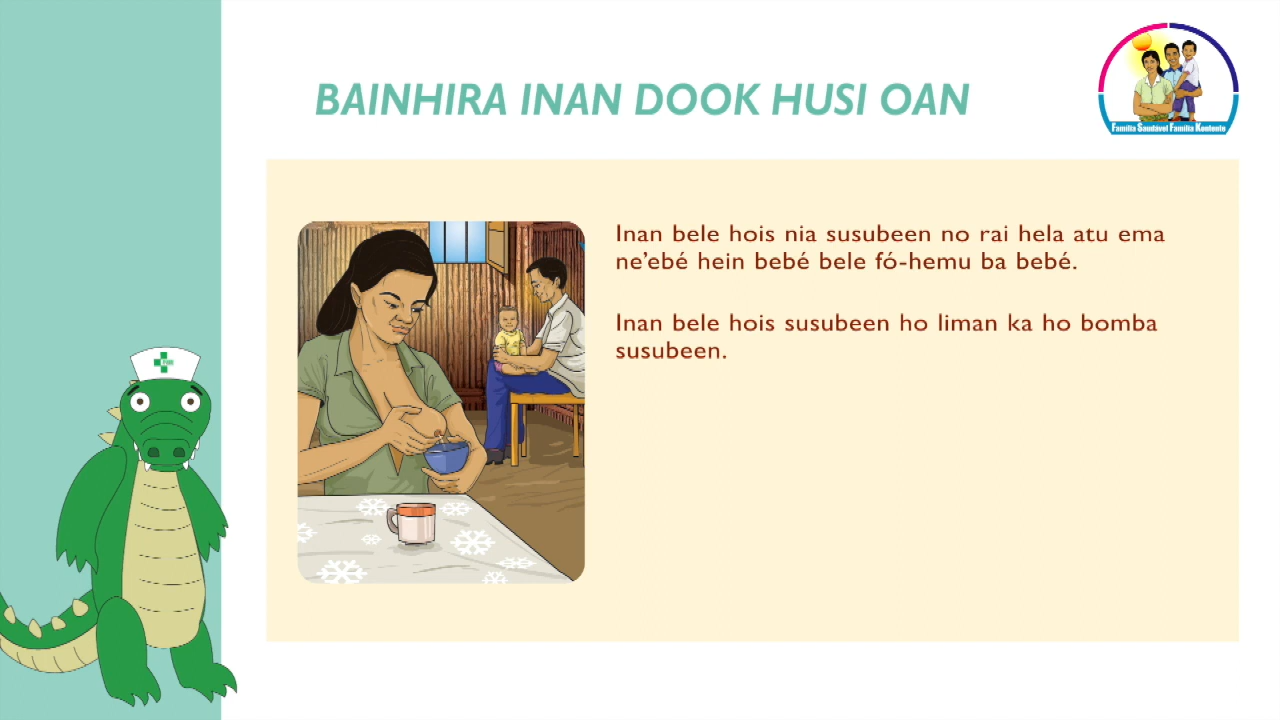 BAINHIRA INAN DOOK HUSI OAN
Familia Saudável Familia Kontente
Inan bele hois nia susubeen no rai hela atu ema
ne'ebé hein bebé bele fó-hemu ba bebé.
Inan bele hois susubeen ho liman ka ho bomba
susubeen.